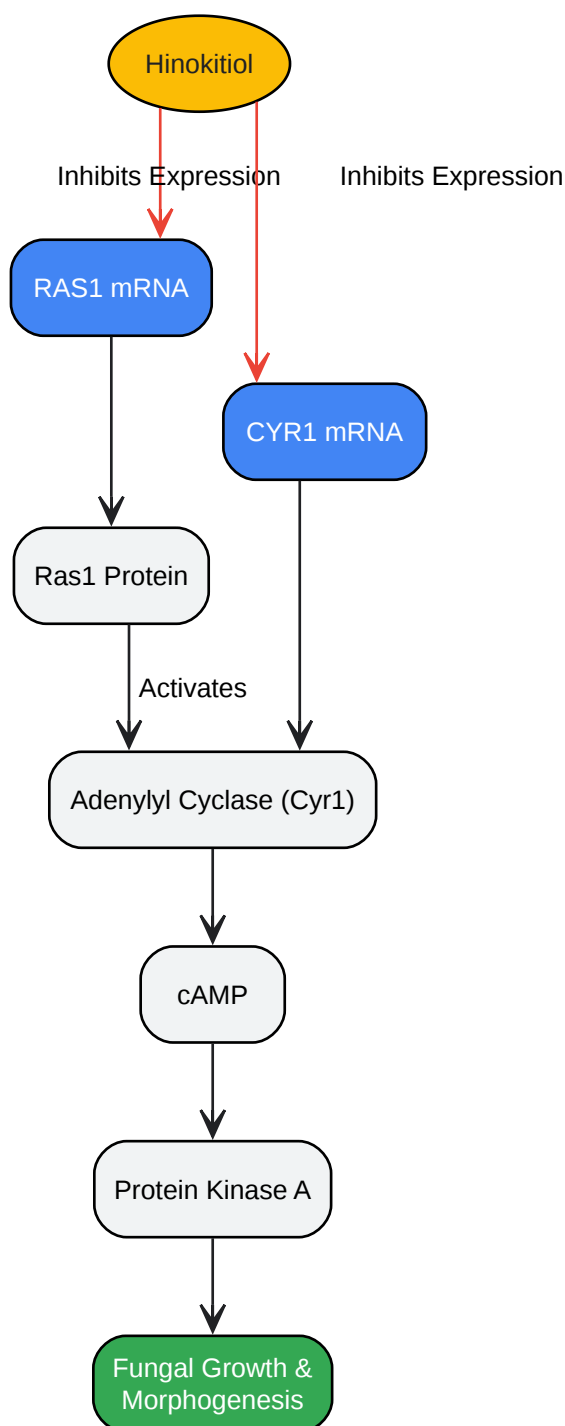 Hinokitiol
Inhibits Expression
Inhibits Expression
RAS1 mRNA
CYR1 mRNA
Ras1 Protein
Activates
Adenylyl Cyclase (Cyr1)
cAMP
Protein Kinase A
Fungal Growth &
Morphogenesis